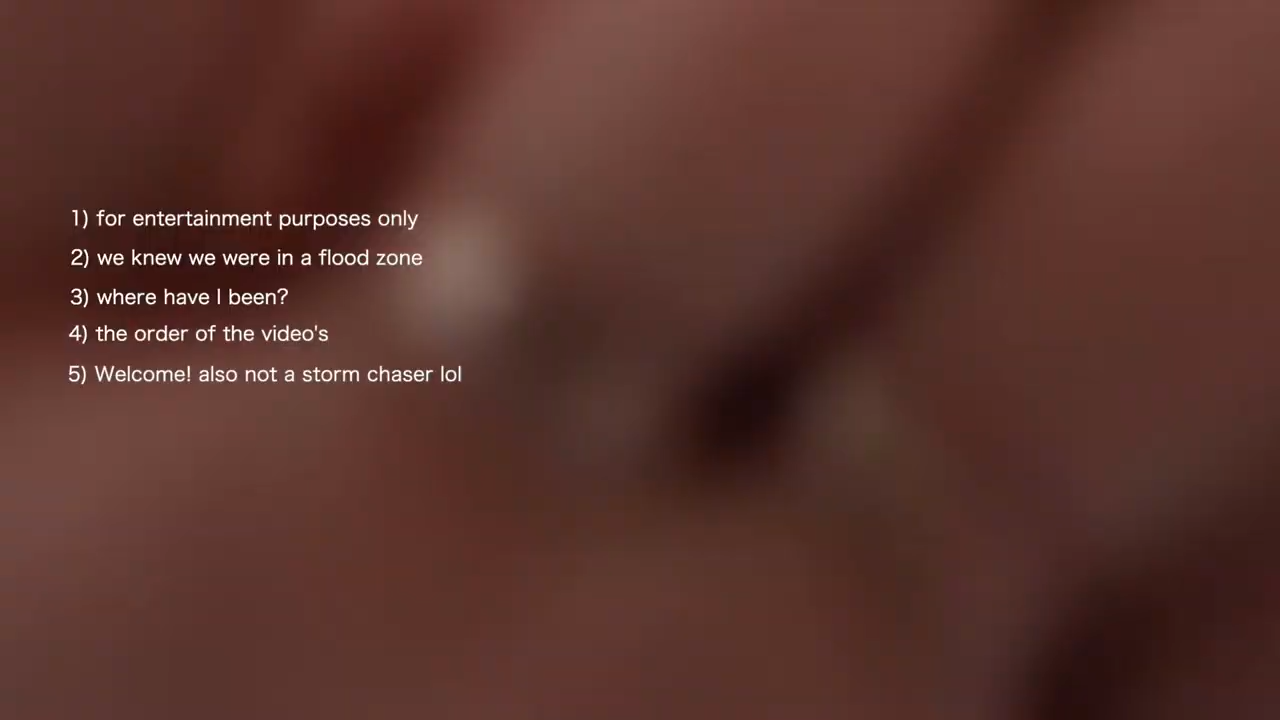 1) for entertainment purposes only
2) we knew we were in a flood zone
3) where have I been?
4) the order of the video's
5) Welcome! also not a storm chaser lol